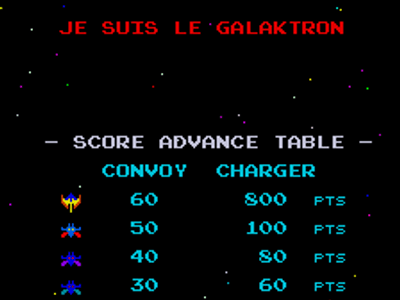 JE SUIS LE GALAKTRON
- SCORE ADVANCE TABLE -
CONVOY CHARGER
60 800 PTS
50 100 PTS
40 80 PTS
30 60 PTS